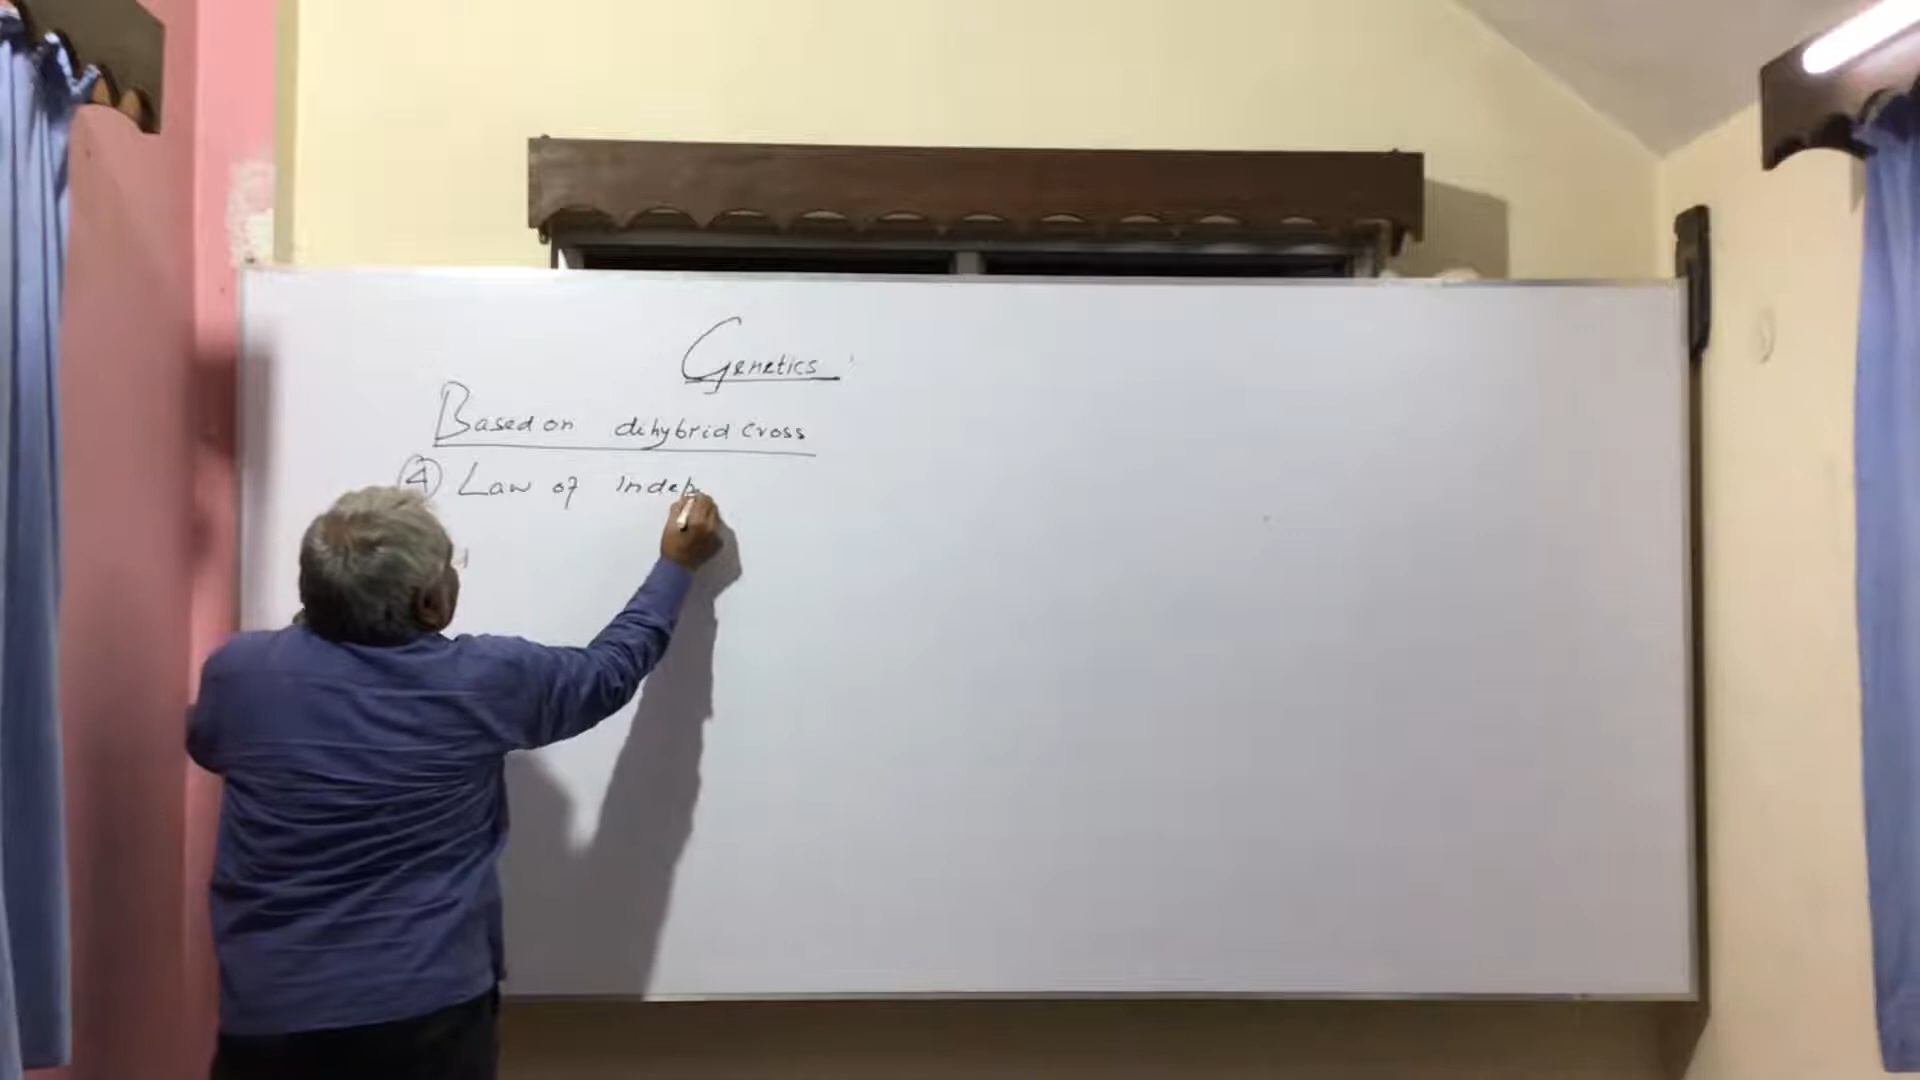 Genetics
Based on dihybrid cross
④ Law of indep